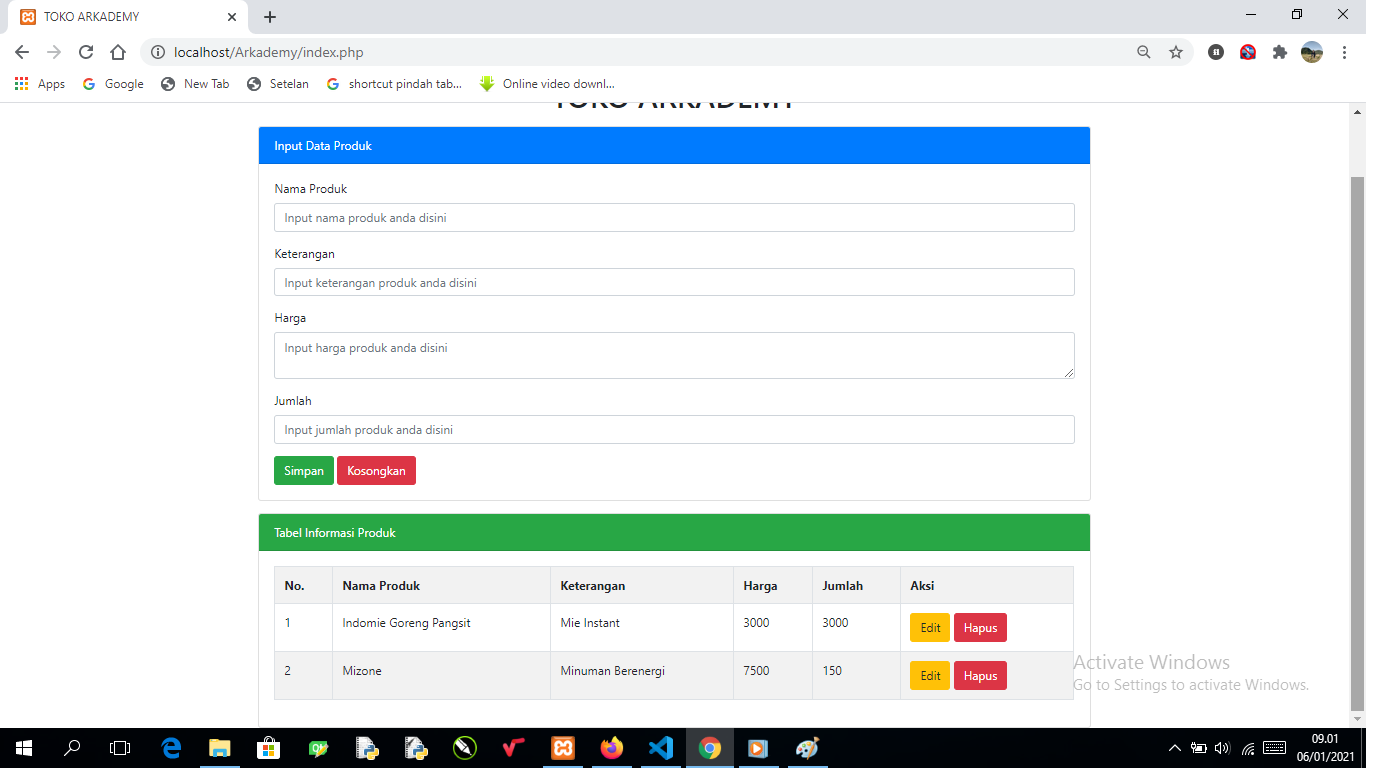 TOKO ARKADEMY
localhost/Arkademy/index.php
Apps Google New Tab Setelan shortcut pindah tab... Online video downl...
TOKO ARKADEMY
Input Data Produk
Nama Produk
Input nama produk anda disini
Keterangan
Input keterangan produk anda disini
Harga
Input harga produk anda disini
Jumlah
Input jumlah produk anda disini
Simpan Kosongkan
Tabel Informasi Produk
No. Nama Produk Keterangan Harga Jumlah Aksi
1 Indomie Goreng Pangsit Mie Instant 3000 3000 Edit Hapus
2 Mizone Minuman Berenergi 7500 150 Edit Hapus
Activate Windows
Go to Settings to activate Windows.
09.01
06/01/2021